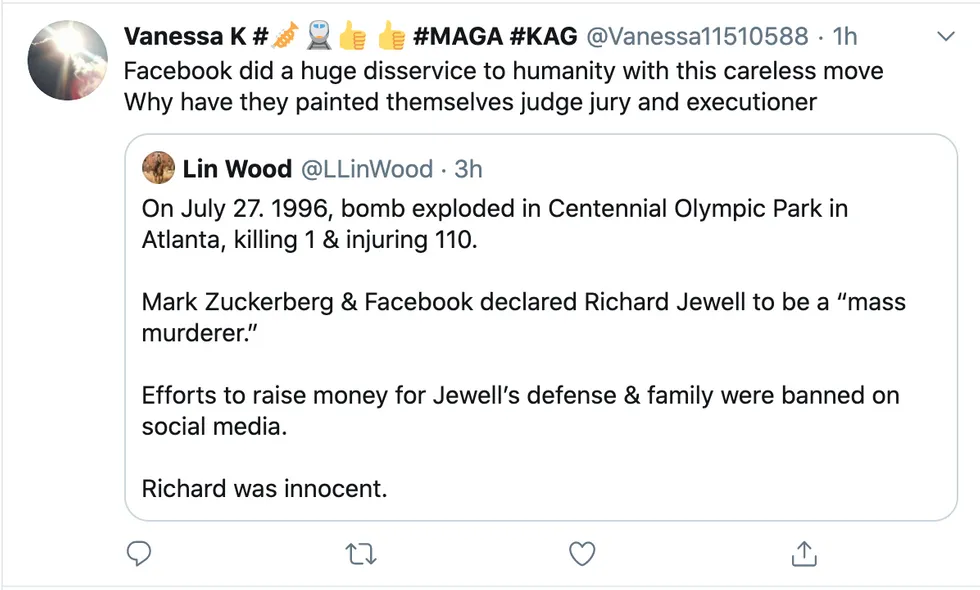 Vanessa K #🎺 🚆👍 👍 #MAGA #KAG @Vanessa11510588 · 1h
Facebook did a huge disservice to humanity with this careless move
Why have they painted themselves judge jury and executioner
Lin Wood @LLinWood · 3h
On July 27. 1996, bomb exploded in Centennial Olympic Park in
Atlanta, killing 1 & injuring 110.
Mark Zuckerberg & Facebook declared Richard Jewell to be a “mass
murderer.”
Efforts to raise money for Jewell’s defense & family were banned on
social media.
Richard was innocent.